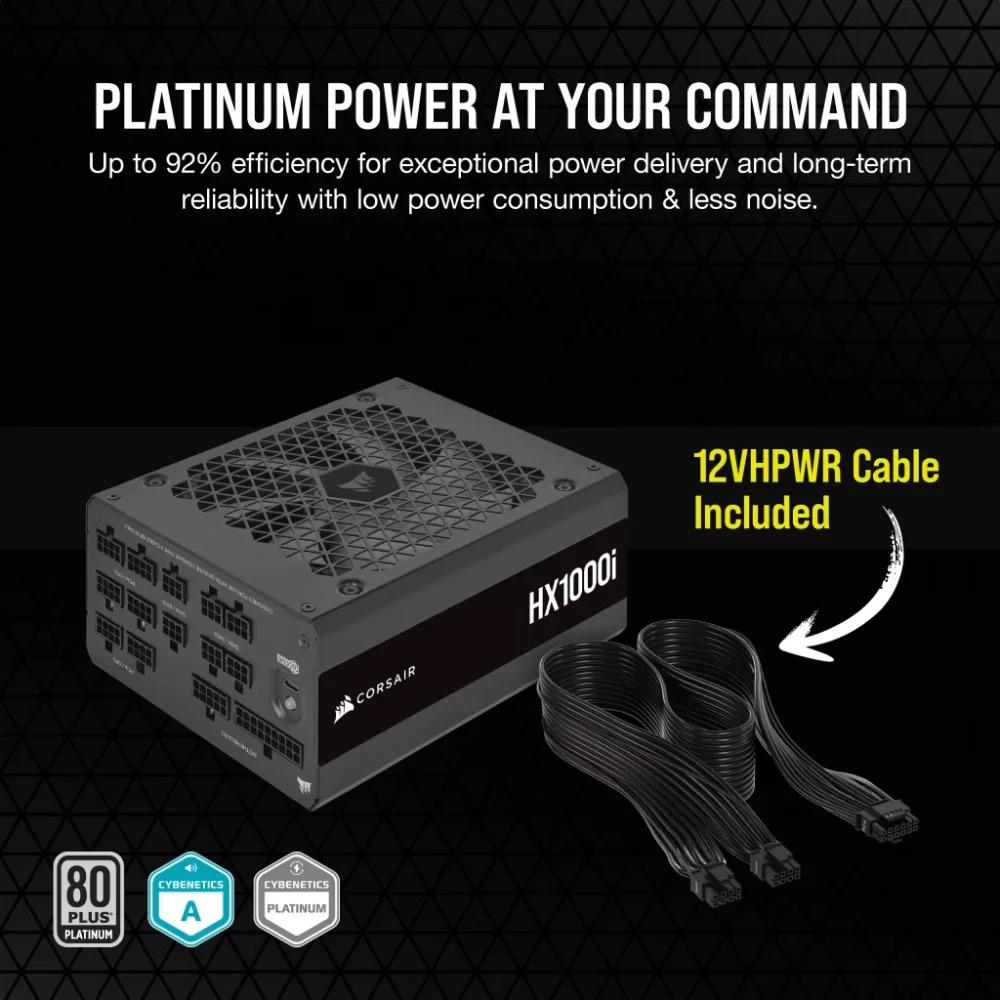 PLATINUM POWER AT YOUR COMMAND
Up to 92% efficiency for exceptional power delivery and long-term
reliability with low power consumption & less noise.
12VHPWR Cable
Included
HX1000i
CORSAIR
MOTHERBOARD
80
PLUS
PLATINUM
CYBENETICS
A
CYBENETICS
PLATINUM